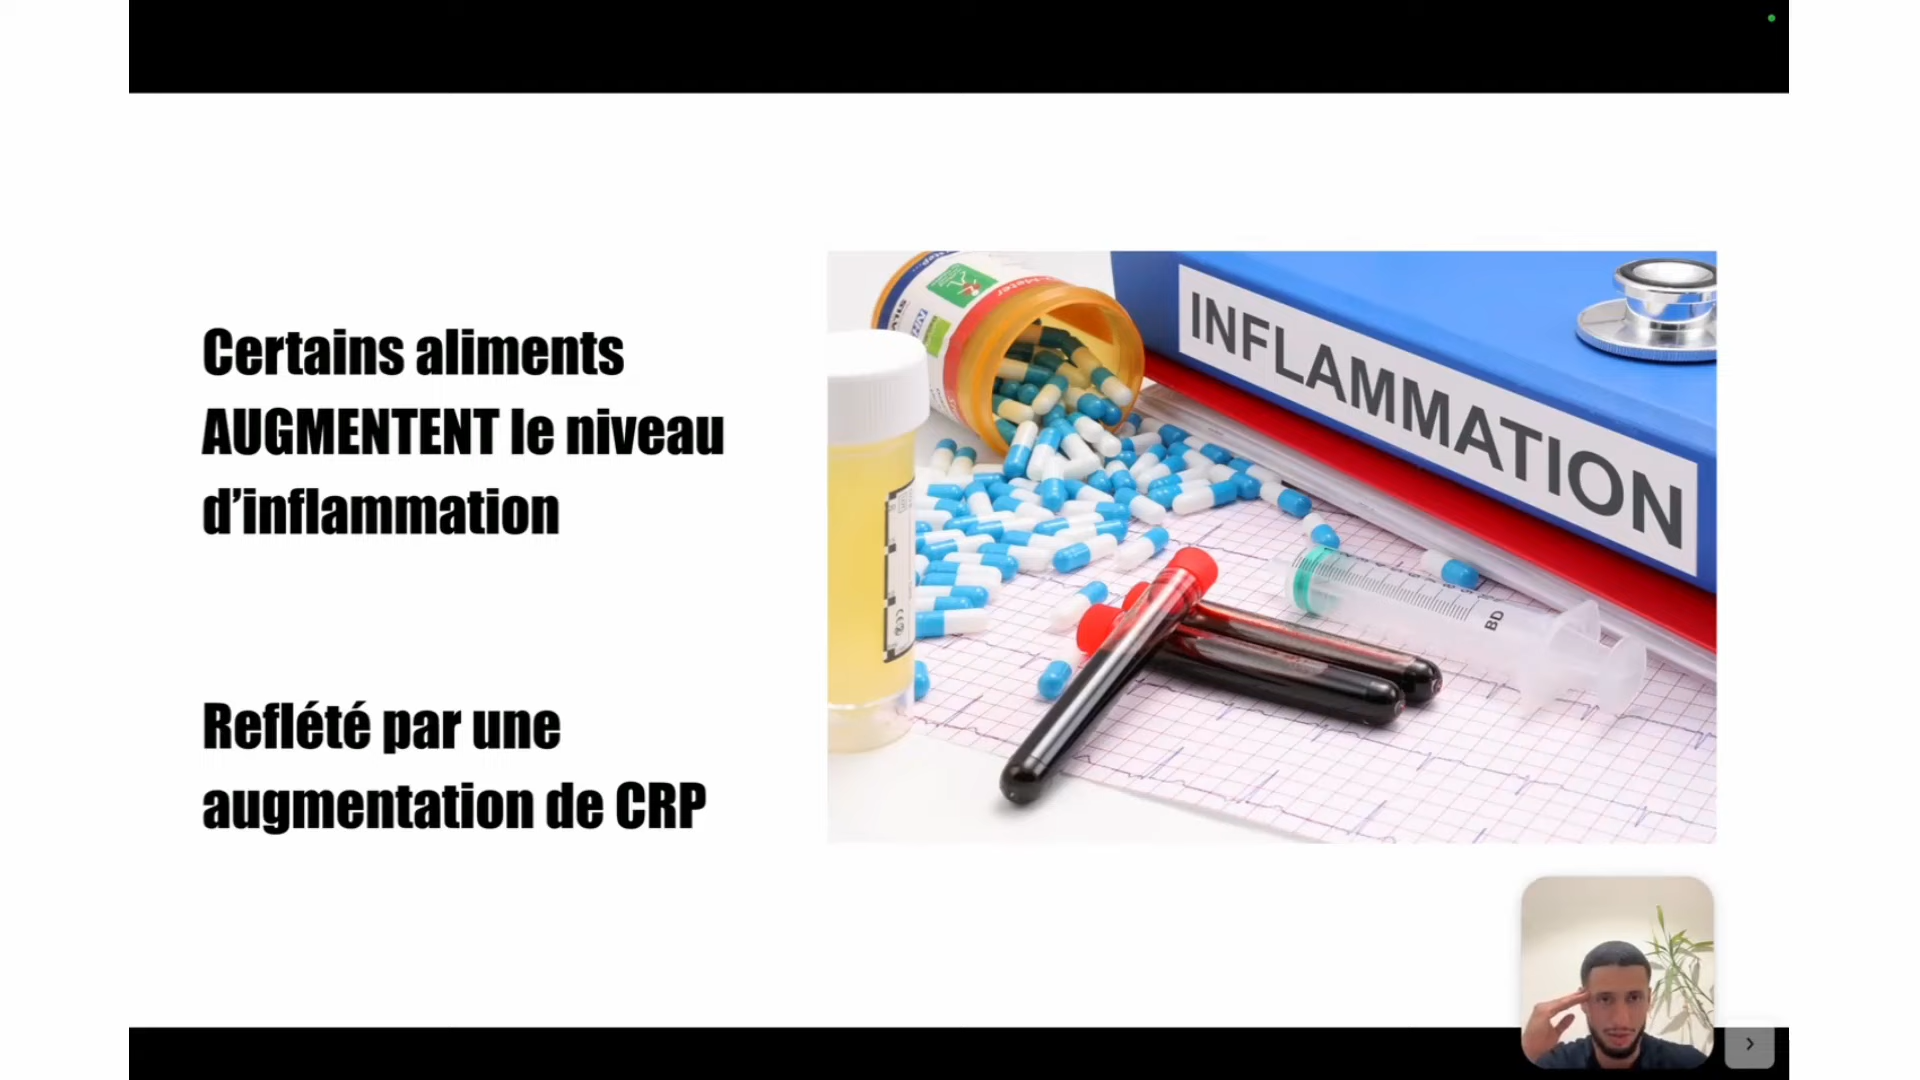 Certains aliments
AUGMENTENT le niveau
d’inflammation
Reflété par une
augmentation de CRP
INFLAMMATION
BD